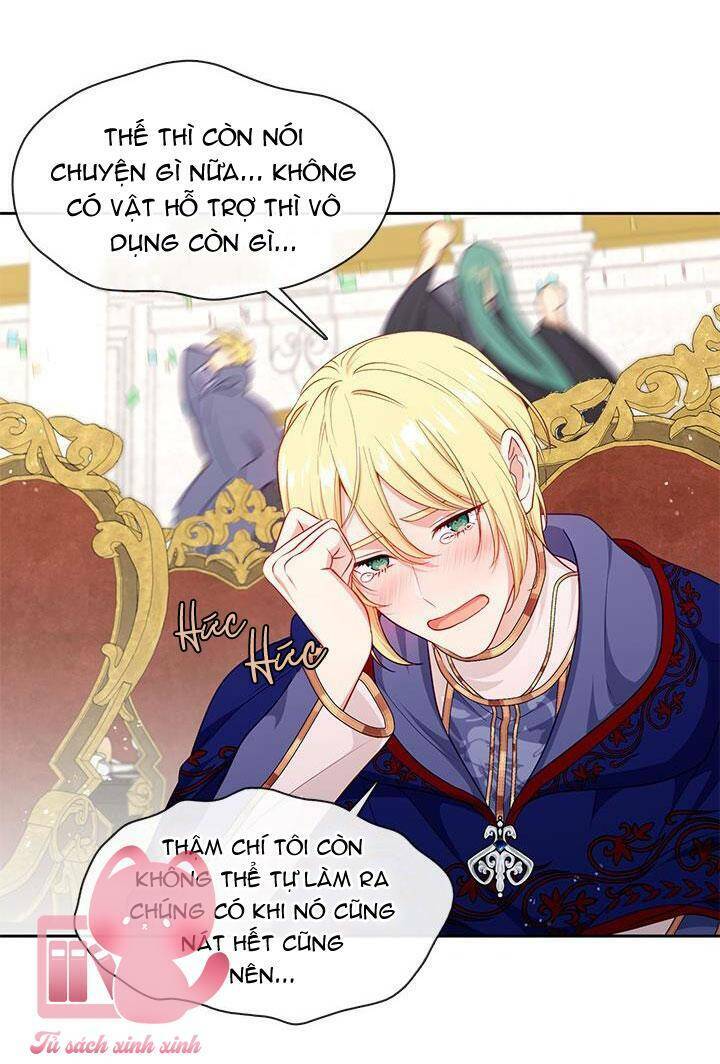 THẾ THÌ CÒN NÓI
CHUYỆN GÌ NỮA... KHÔNG
CÓ VẬT HỖ TRỢ THÌ VÔ
DỤNG CÒN GÌ...
Hức
Hức
THẬM CHÍ TÔI CÒN
KHÔNG THỂ TỰ LÀM RA
CHÚNG CÓ KHI NÓ CŨNG
NÁT HẾT CŨNG
NÊN...
Tủ sách xinh xinh